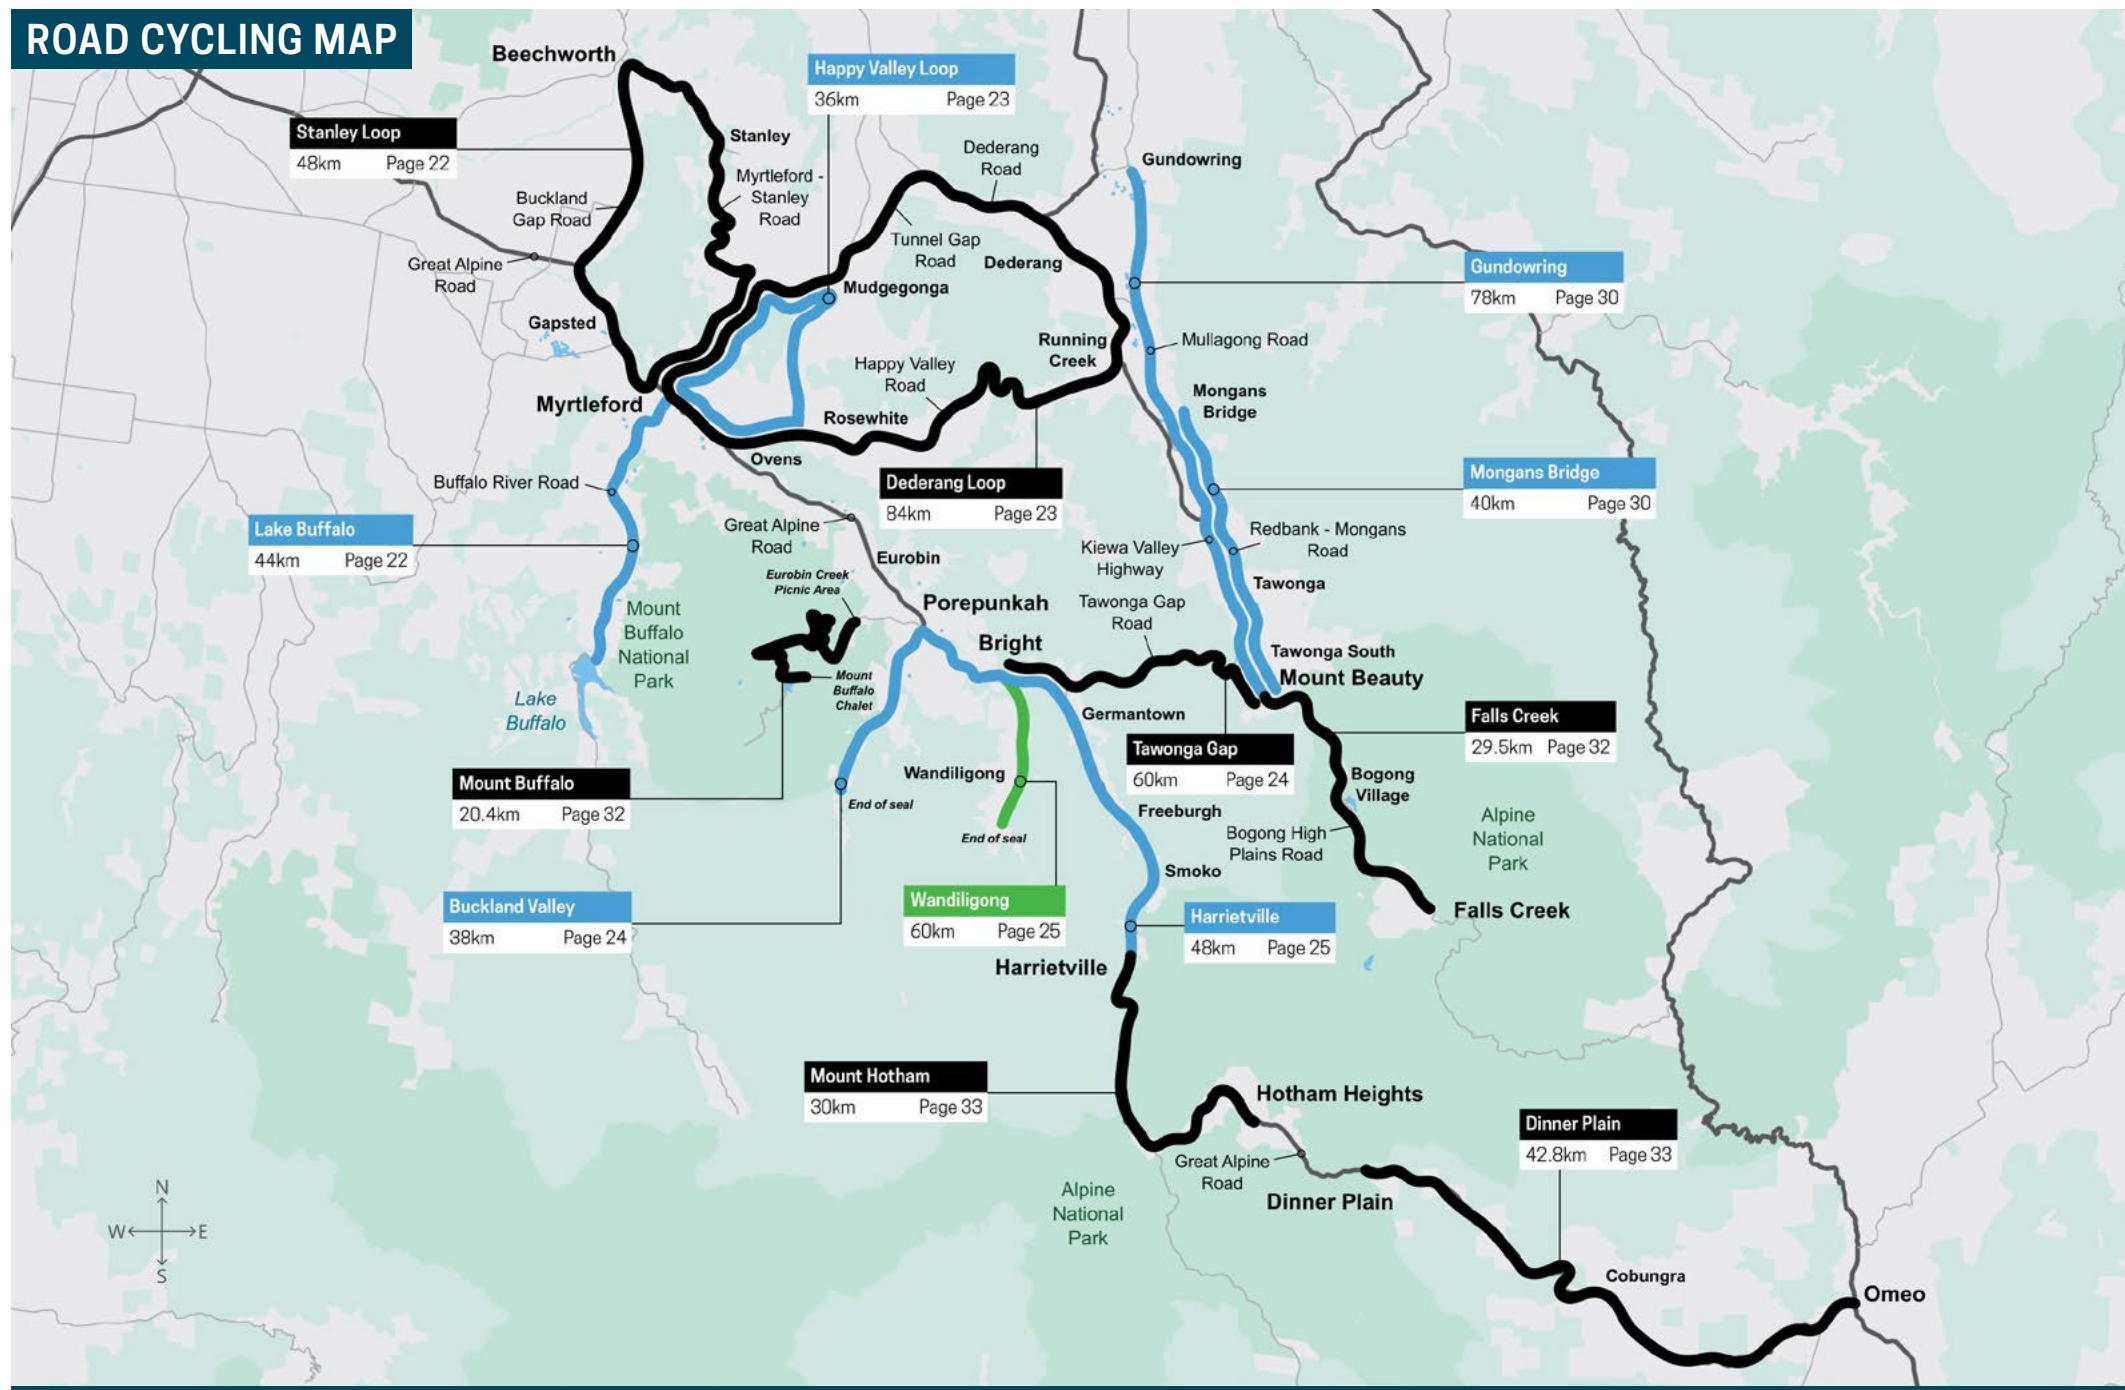 ROAD CYCLING MAP
Beechworth
Happy Valley Loop
36km Page 23
Stanley Loop
48km Page 22
Stanley
Dederang
Road
Gundowring
Myrtleford -
Stanley
Road
Buckland
Gap Road
Tunnel Gap
Road
Dederang
Great Alpine
Road
Gundowring
78km Page 30
Mudgegonga
Gapsted
Running
Creek
Mullagong Road
Happy Valley
Road
Mongans
Bridge
Myrtleford
Rosewhite
Ovens
Buffalo River Road
Dederang Loop
84km Page 23
Mongans Bridge
40km Page 30
Lake Buffalo
44km Page 22
Great Alpine
Road
Kiewa Valley
Highway
Redbank - Mongans
Road
Eurobin
Eurobin Creek
Picnic Area
Tawonga
Porepunkah
Tawonga Gap
Road
Mount
Buffalo
National
Park
Bright
Tawonga South
Mount Beauty
Mount
Buffalo
Chalet
Lake
Buffalo
Germantown
Falls Creek
29.5km Page 32
Tawonga Gap
60km Page 24
Mount Buffalo
20.4km Page 32
Wandiligong
Bogong
Village
End of seal
Freeburgh
End of seal
Bogong High
Plains Road
Alpine
National
Park
Smoko
Buckland Valley
38km Page 24
Wandiligong
60km Page 25
Harrietville
48km Page 25
Falls Creek
Harrietville
Mount Hotham
30km Page 33
Hotham Heights
Dinner Plain
42.8km Page 33
Great Alpine
Road
Dinner Plain
Alpine
National
Park
N
W E
S
Cobungra
Omeo